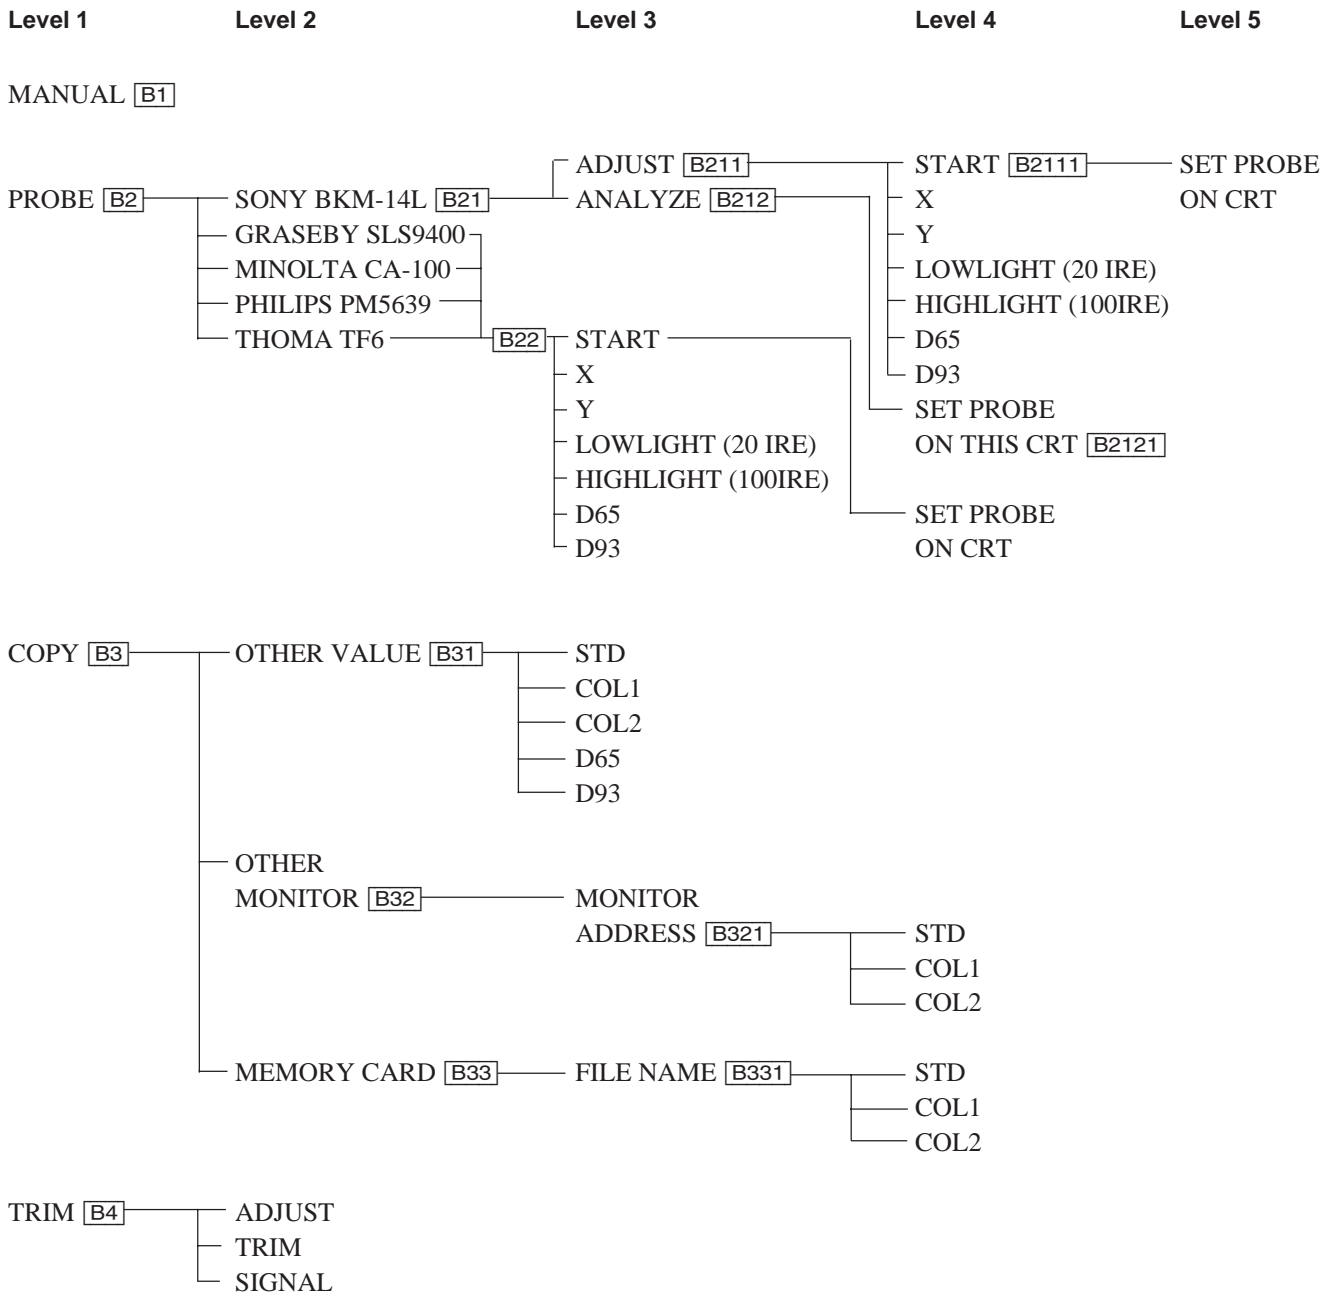 Level 1 Level 2 Level 3 Level 4 Level 5
MANUAL B1
ADJUST B211 START B2111 SET PROBE
PROBE B2 SONY BKM-14L B21 ANALYZE B212 X ON CRT
GRASEBY SLS9400 Y
MINOLTA CA-100 LOWLIGHT (20 IRE)
PHILIPS PM5639 HIGHLIGHT (100IRE)
THOMA TF6 B22 START D65
X D93
Y SET PROBE
LOWLIGHT (20 IRE) ON THIS CRT B2121
HIGHLIGHT (100IRE)
D65 SET PROBE
D93 ON CRT
COPY B3 OTHER VALUE B31 STD
COL1
COL2
D65
D93
OTHER
MONITOR B32 MONITOR
ADDRESS B321 STD
COL1
COL2
MEMORY CARD B33 FILE NAME B331 STD
COL1
COL2
TRIM B4 ADJUST
TRIM
SIGNAL